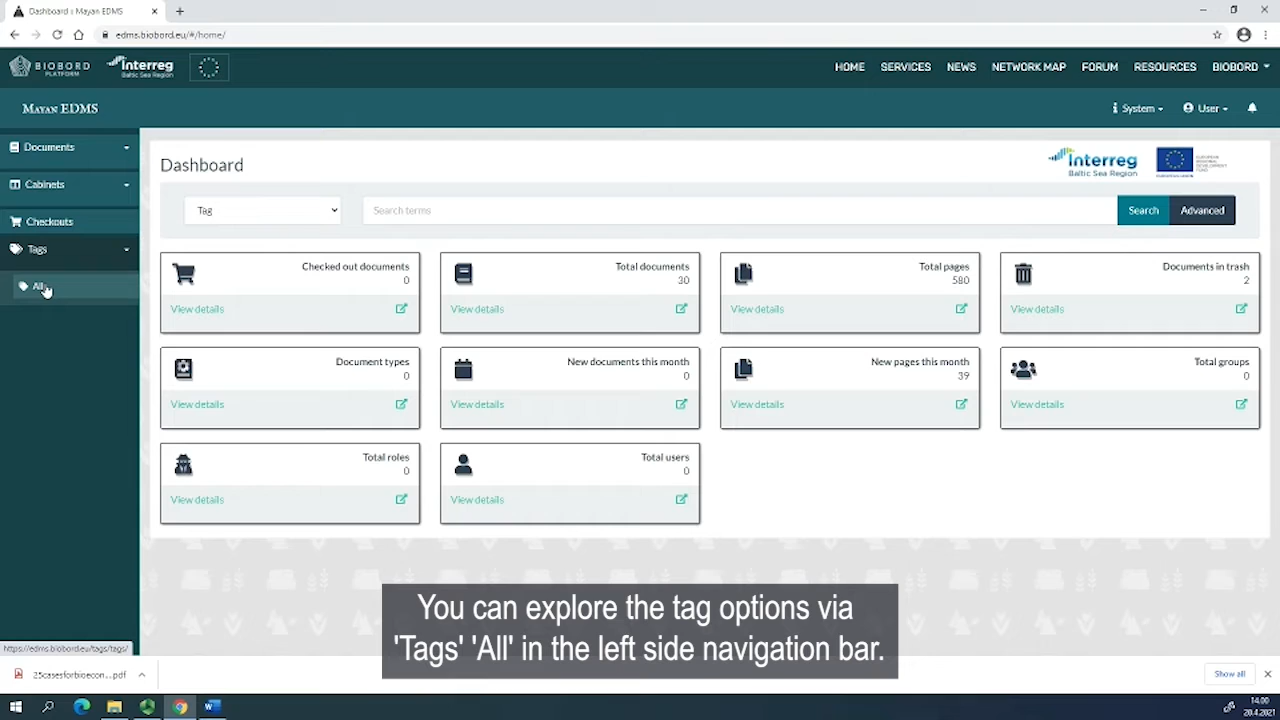 Dashboard :: Mayan EDMS
edms.biobord.eu/#/home/
BIOBORD
PLATFORM
Interreg
Baltic Sea Region
HOME
SERVICES
NEWS
NETWORK MAP
FORUM
RESOURCES
BIOBORD
MAYAN EDMS
System
User
Documents
Cabinets
Checkouts
Tags
All
Dashboard
Interreg
Baltic Sea Region
Tag
Search terms
Search
Advanced
Checked out documents
0
View details
Total documents
30
View details
Total pages
580
View details
Documents in trash
2
View details
Document types
0
View details
New documents this month
0
View details
New pages this month
39
View details
Total groups
0
View details
Total roles
0
View details
Total users
0
View details
You can explore the tag options via
'Tags' 'All' in the left side navigation bar.
https://edms.biobord.eu/tags/tags/
25casesforbioecon....pdf
Show all
14.00
20.4.2021